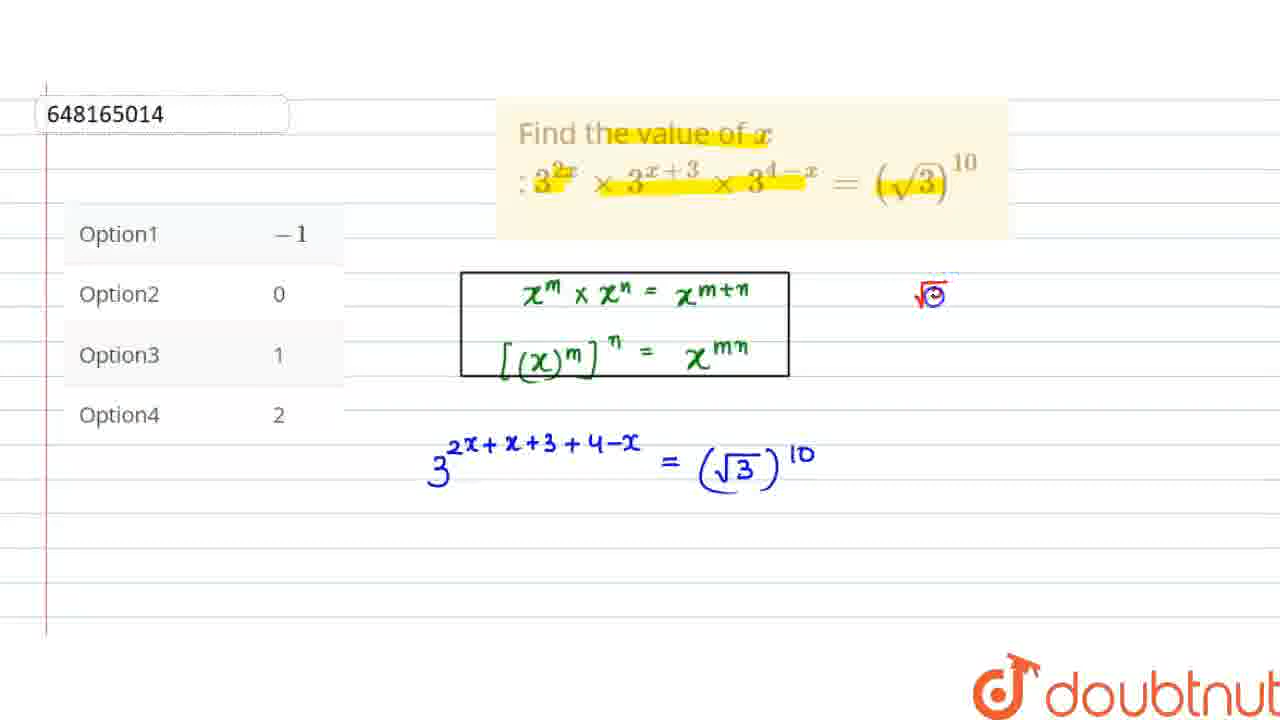 648165014
Find the value of x
: 3^{2x} × 3^{x+3} × 3^{4-x} = (√3)^{10}
Option1 −1
Option2 0
Option3 1
Option4 2
x^m × x^n = x^{m+n}
[(x)^m]^n = x^{mn}
3^{2x+x+3+4-x} = (√3)^{10}
doubtnut